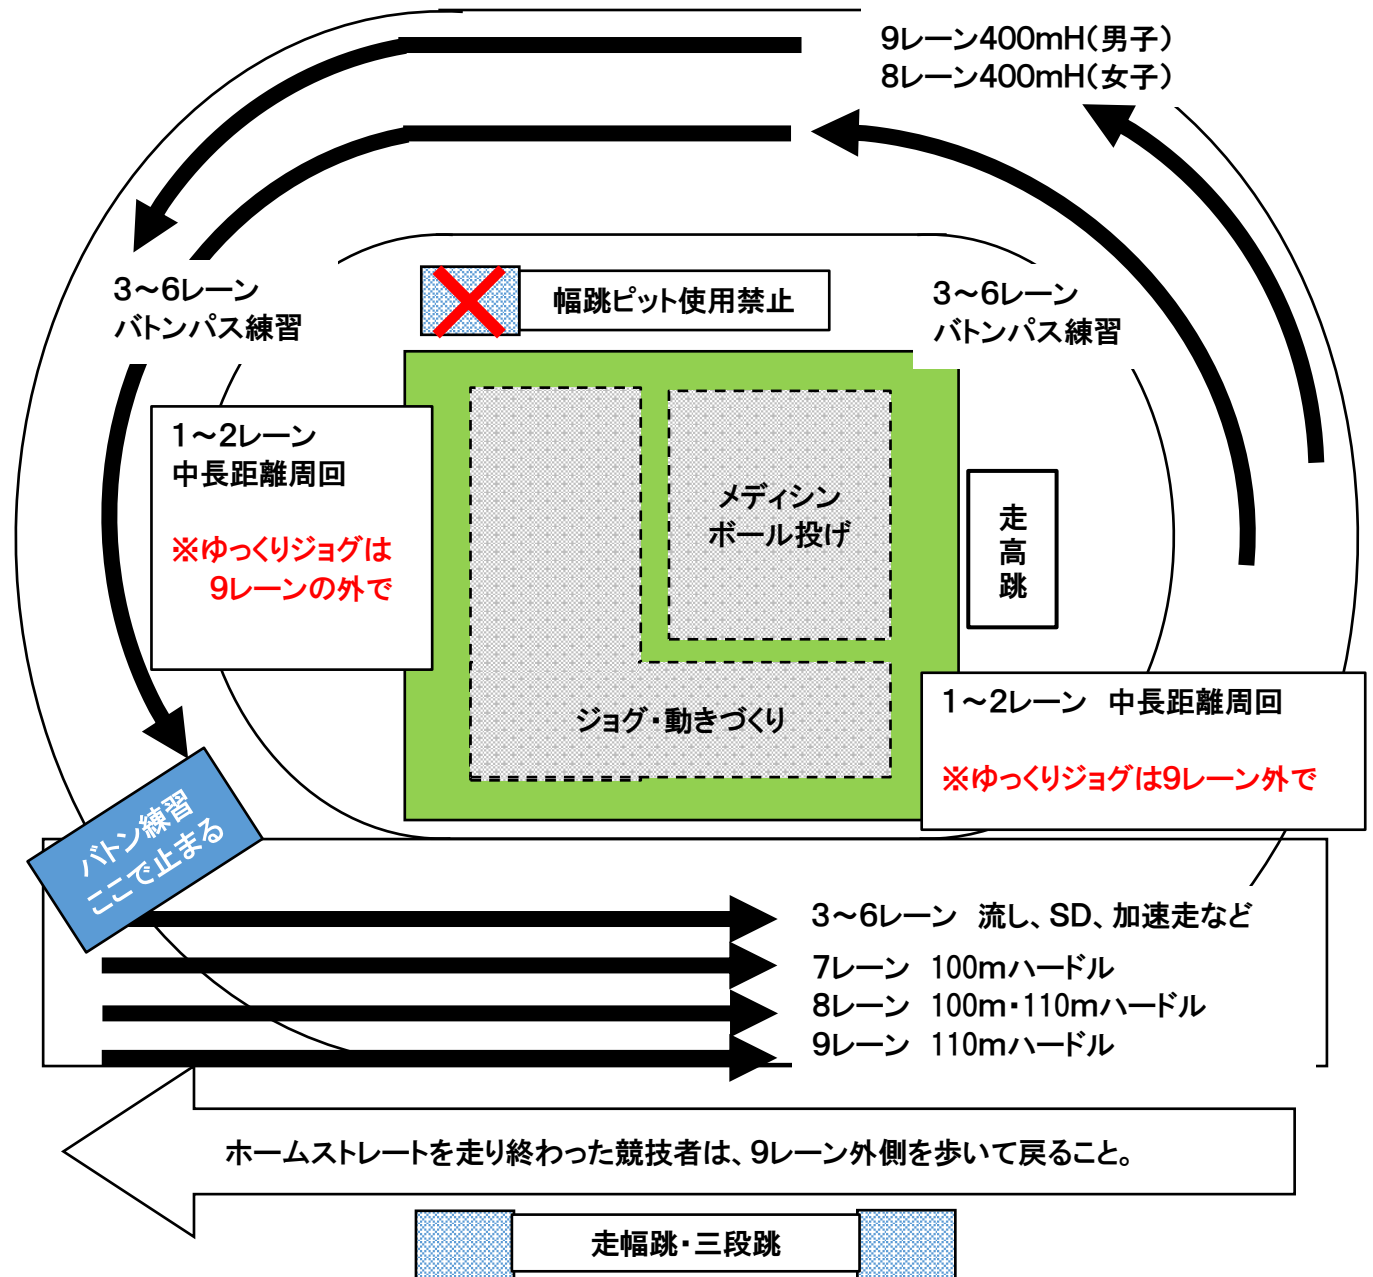 9レーン400mH(男子)
8レーン400mH(女子)
3～6レーン
バトンパス練習
幅跳ピット使用禁止
3～6レーン
バトンパス練習
1～2レーン
中長距離周回
※ゆっくりジョグは
9レーンの外で
メディシン
ボール投げ
走高跳
ジョグ・動きづくり
1～2レーン　中長距離周回
※ゆっくりジョグは9レーン外で
バトン練習
ここで止まる
3～6レーン　流し、SD、加速走など
7レーン　100mハードル
8レーン　100m・110mハードル
9レーン　110mハードル
ホームストレートを走り終わった競技者は、9レーン外側を歩いて戻ること。
走幅跳・三段跳